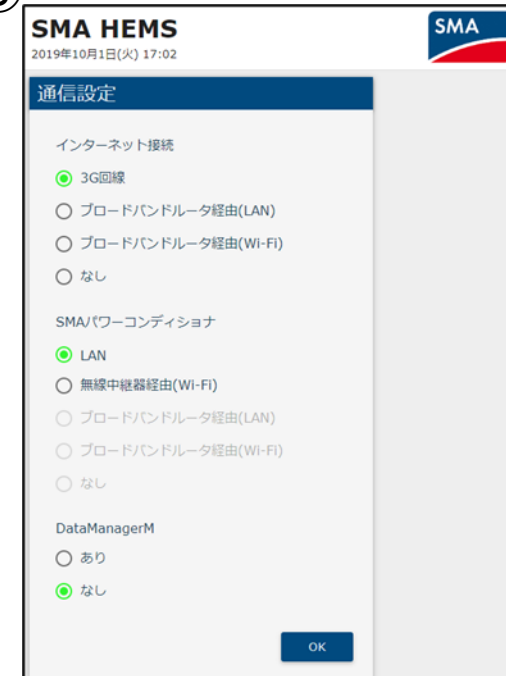 SMA HEMS
2019年10月1日(火) 17:02
SMA
通信設定
インターネット接続
3G回線
ブロードバンドルータ経由(LAN)
ブロードバンドルータ経由(Wi-Fi)
なし
SMAパワーコンディショナ
LAN
無線中継器経由(Wi-Fi)
ブロードバンドルータ経由(LAN)
ブロードバンドルータ経由(Wi-Fi)
なし
DataManagerM
あり
なし
OK